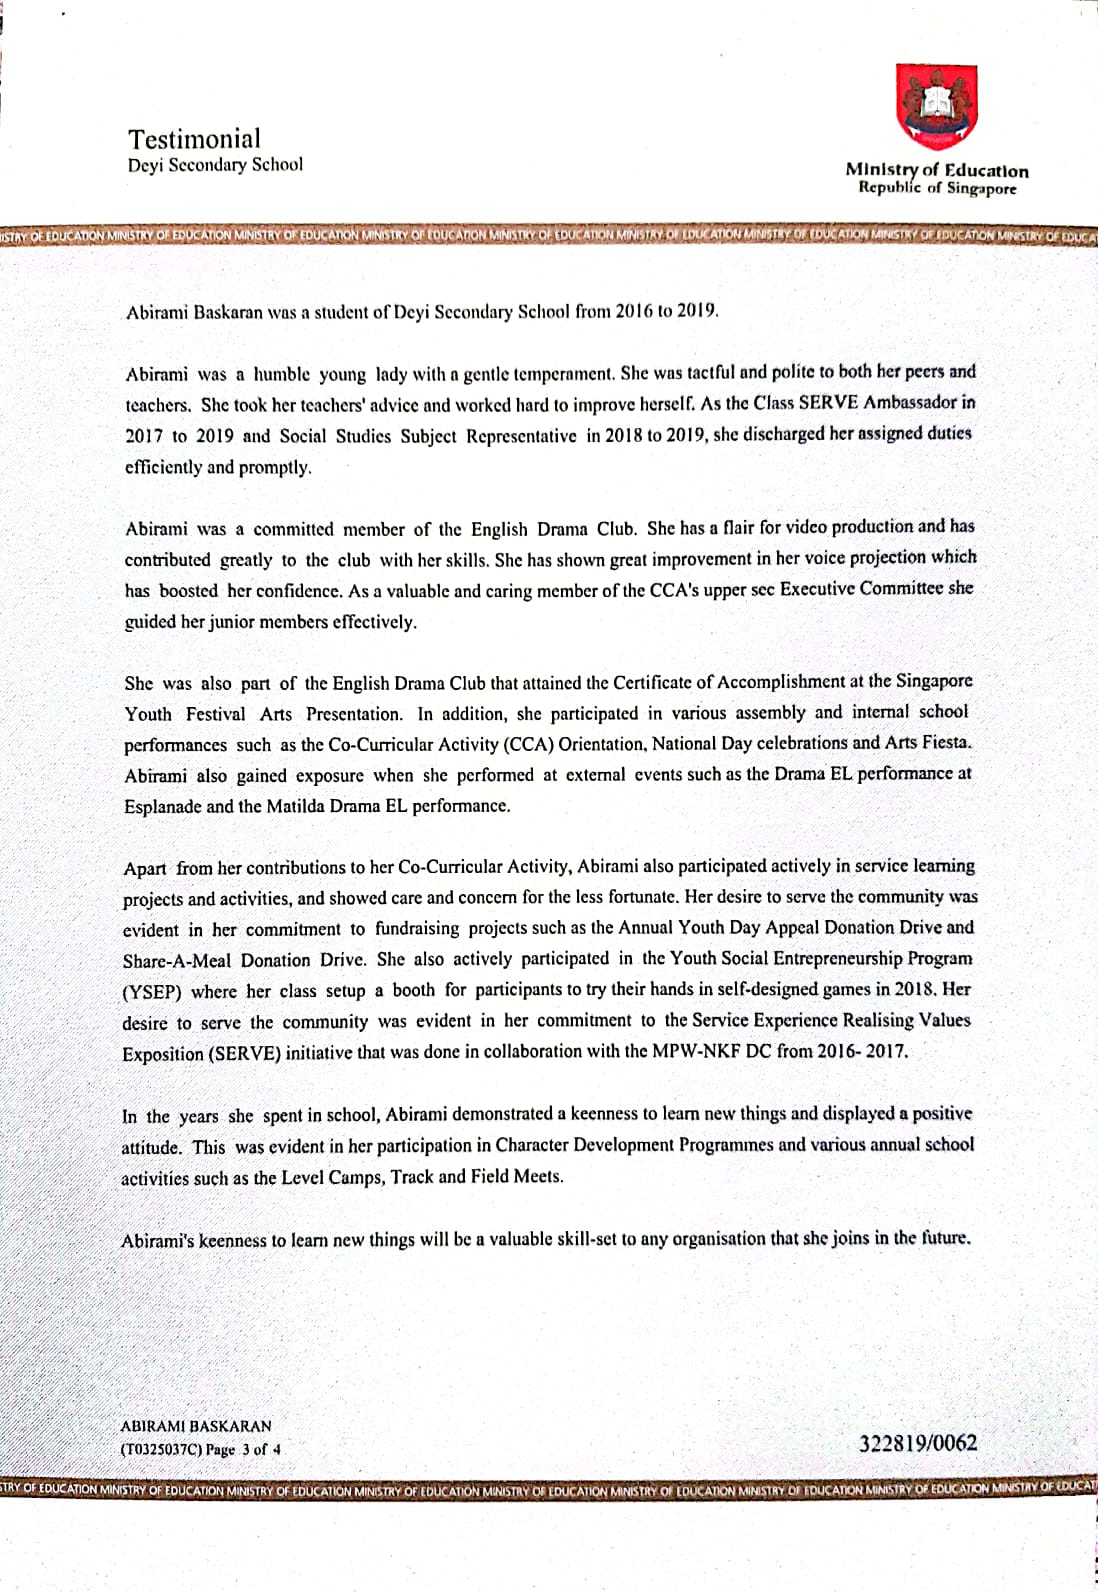 Testimonial
Deyi Secondary School
Ministry of Education
Republic of Singapore
ISTRY OF EDUCATION MINISTRY OF EDUCATION MINISTRY OF EDUCATION MINISTRY OF EDUCATION MINISTRY OF EDUCATION MINISTRY OF EDUCATION MINISTRY OF EDUCATION MINISTRY OF EDUCATION MINISTRY OF EDUCA
Abirami Baskaran was a student of Deyi Secondary School from 2016 to 2019.
Abirami was a humble young lady with a gentle temperament. She was tactful and polite to both her peers and
teachers. She took her teachers' advice and worked hard to improve herself. As the Class SERVE Ambassador in
2017 to 2019 and Social Studies Subject Representative in 2018 to 2019, she discharged her assigned duties
efficiently and promptly.
Abirami was a committed member of the English Drama Club. She has a flair for video production and has
contributed greatly to the club with her skills. She has shown great improvement in her voice projection which
has boosted her confidence. As a valuable and caring member of the CCA's upper sec Executive Committee she
guided her junior members effectively.
She was also part of the English Drama Club that attained the Certificate of Accomplishment at the Singapore
Youth Festival Arts Presentation. In addition, she participated in various assembly and internal school
performances such as the Co-Curricular Activity (CCA) Orientation, National Day celebrations and Arts Fiesta.
Abirami also gained exposure when she performed at external events such as the Drama EL performance at
Esplanade and the Matilda Drama EL performance.
Apart from her contributions to her Co-Curricular Activity, Abirami also participated actively in service learning
projects and activities, and showed care and concern for the less fortunate. Her desire to serve the community was
evident in her commitment to fundraising projects such as the Annual Youth Day Appeal Donation Drive and
Share-A-Meal Donation Drive. She also actively participated in the Youth Social Entrepreneurship Program
(YSEP) where her class setup a booth for participants to try their hands in self-designed games in 2018. Her
desire to serve the community was evident in her commitment to the Service Experience Realising Values
Exposition (SERVE) initiative that was done in collaboration with the MPW-NKF DC from 2016- 2017.
In the years she spent in school, Abirami demonstrated a keenness to learn new things and displayed a positive
attitude. This was evident in her participation in Character Development Programmes and various annual school
activities such as the Level Camps, Track and Field Meets.
Abirami's keenness to learn new things will be a valuable skill-set to any organisation that she joins in the future.
ABIRAMI BASKARAN
(T0325037C) Page 3 of 4
322819/0062
STRY OF EDUCATION MINISTRY OF EDUCATION MINISTRY OF EDUCATION MINISTRY OF EDUCATION MINISTRY OF EDUCATION MINISTRY OF EDUCATION MINISTRY OF EDUCATION MINISTRY OF EDUCATION MINISTRY OF EDUCAT